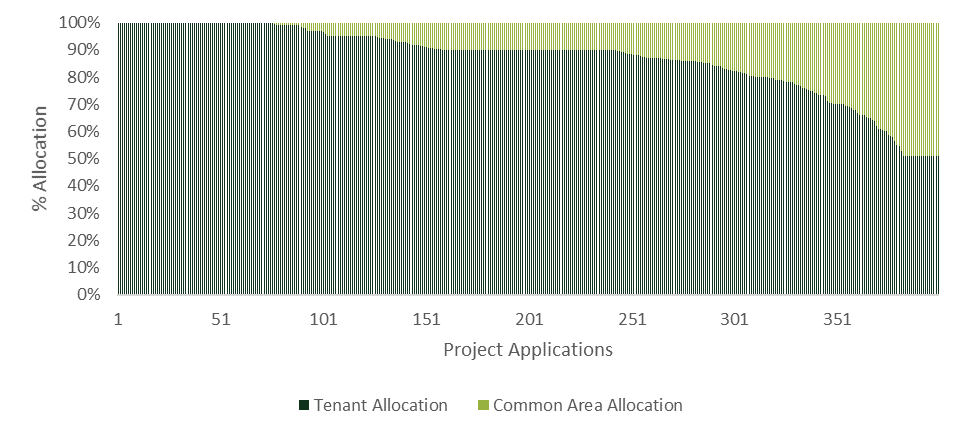 100%
90%
80%
70%
60%
50%
40%
30%
20%
10%
0%
% Allocation
1 51 101 151 201 251 301 351
Project Applications
Tenant Allocation Common Area Allocation